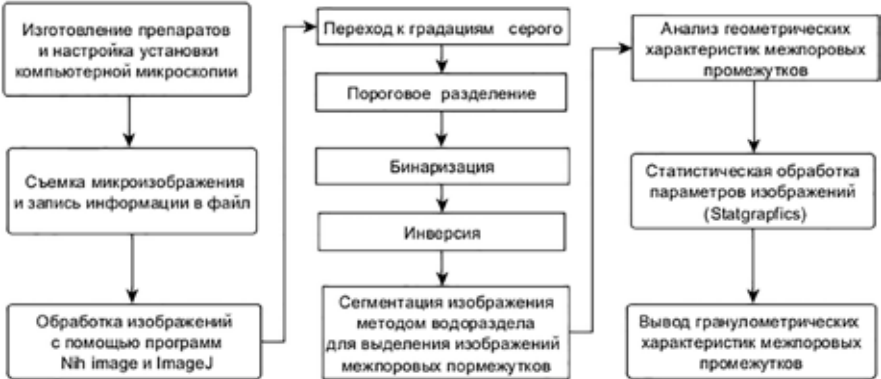 Изготовление препаратов
и настройка установки
компьютерной микроскопии
Съемка микроизображения
и запись информации в файл
Обработка изображений
с помощью программ
Nih image и ImageJ
Переход к градациям серого
Пороговое разделение
Бинаризация
Инверсия
Сегментация изображения
методом водораздела
для выделения изображений
межпоровых пормежутков
Анализ геометрических
характеристик межпоровых
промежутков
Статистическая обработка
параметров изображений
(Statgrapfics)
Вывод гранулометрических
характеристик межпоровых
промежутков